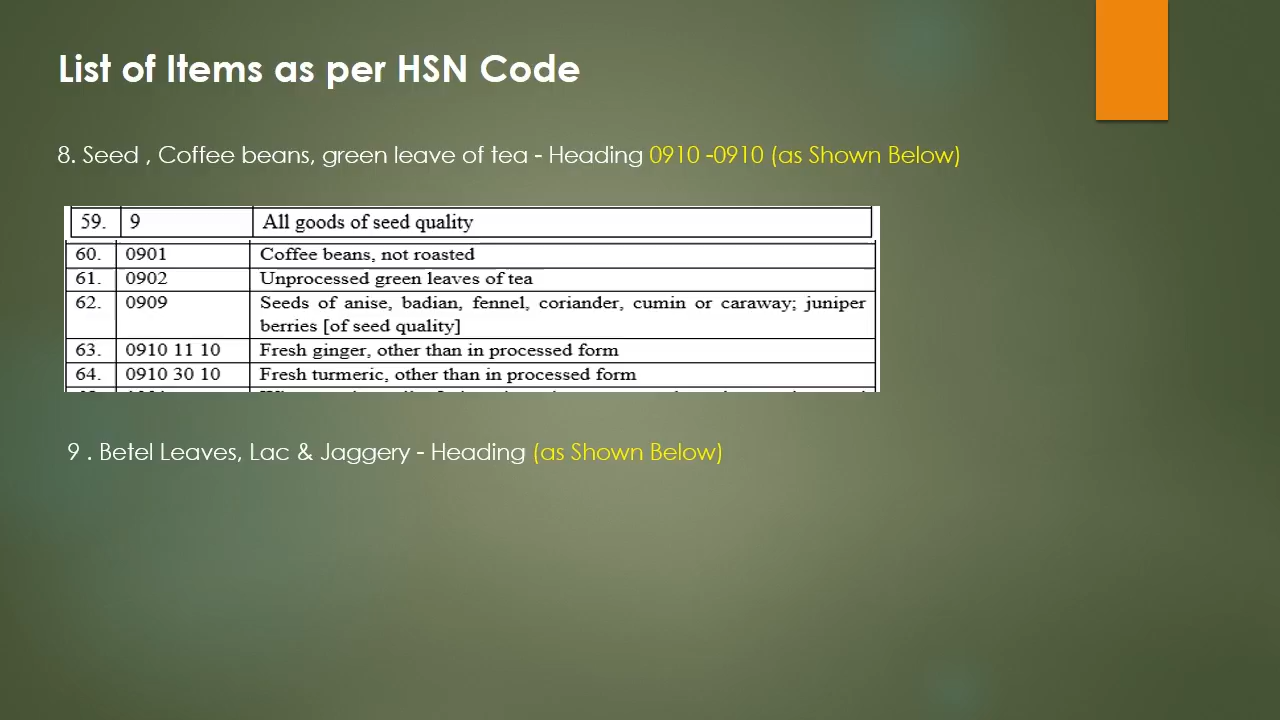 List of Items as per HSN Code
8. Seed , Coffee beans, green leave of tea - Heading 0910 -0910 (as Shown Below)
59. 9 All goods of seed quality
60. 0901 Coffee beans, not roasted
61. 0902 Unprocessed green leaves of tea
62. 0909 Seeds of anise, badian, fennel, coriander, cumin or caraway; juniper
berries [of seed quality]
63. 0910 11 10 Fresh ginger, other than in processed form
64. 0910 30 10 Fresh turmeric, other than in processed form
9 . Betel Leaves, Lac & Jaggery - Heading (as Shown Below)